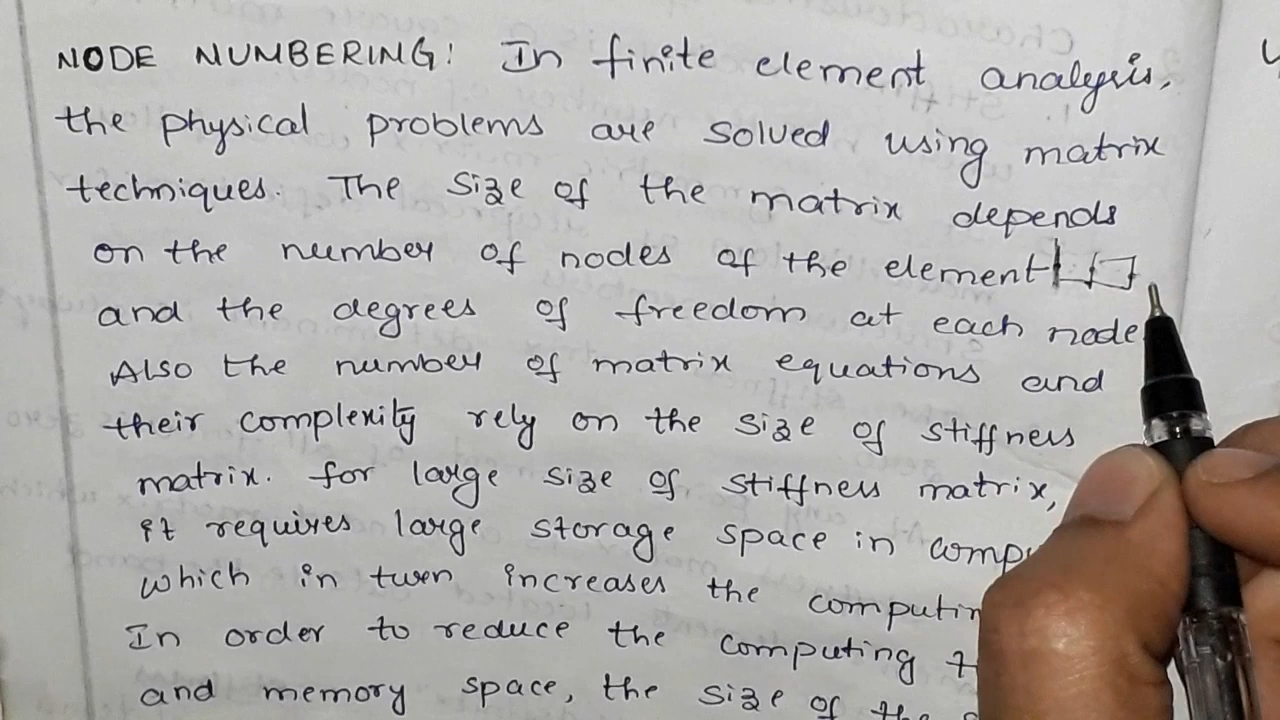 NODE NUMBERING: In finite element analysis,
the physical problems are solved using matrix
techniques. The size of the matrix depends
on the number of nodes of the element
and the degrees of freedom at each node
Also the number of matrix equations and
their complexity rely on the size of stiffness
matrix. for large size of stiffness matrix,
it requires large storage space in comp
which in turn increases the computin
In order to reduce the computing
and memory space, the size of the